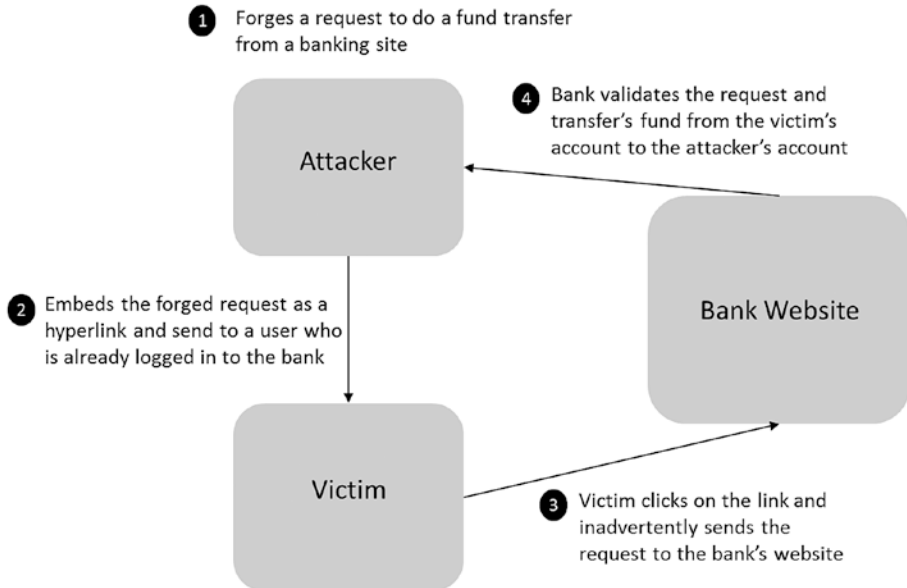 1 Forges a request to do a fund transfer
from a banking site
Attacker
4 Bank validates the request and
transfer's fund from the victim's
account to the attacker's account
2 Embeds the forged request as a
hyperlink and send to a user who
is already logged in to the bank
Bank Website
Victim
3 Victim clicks on the link and
inadvertently sends the
request to the bank's website